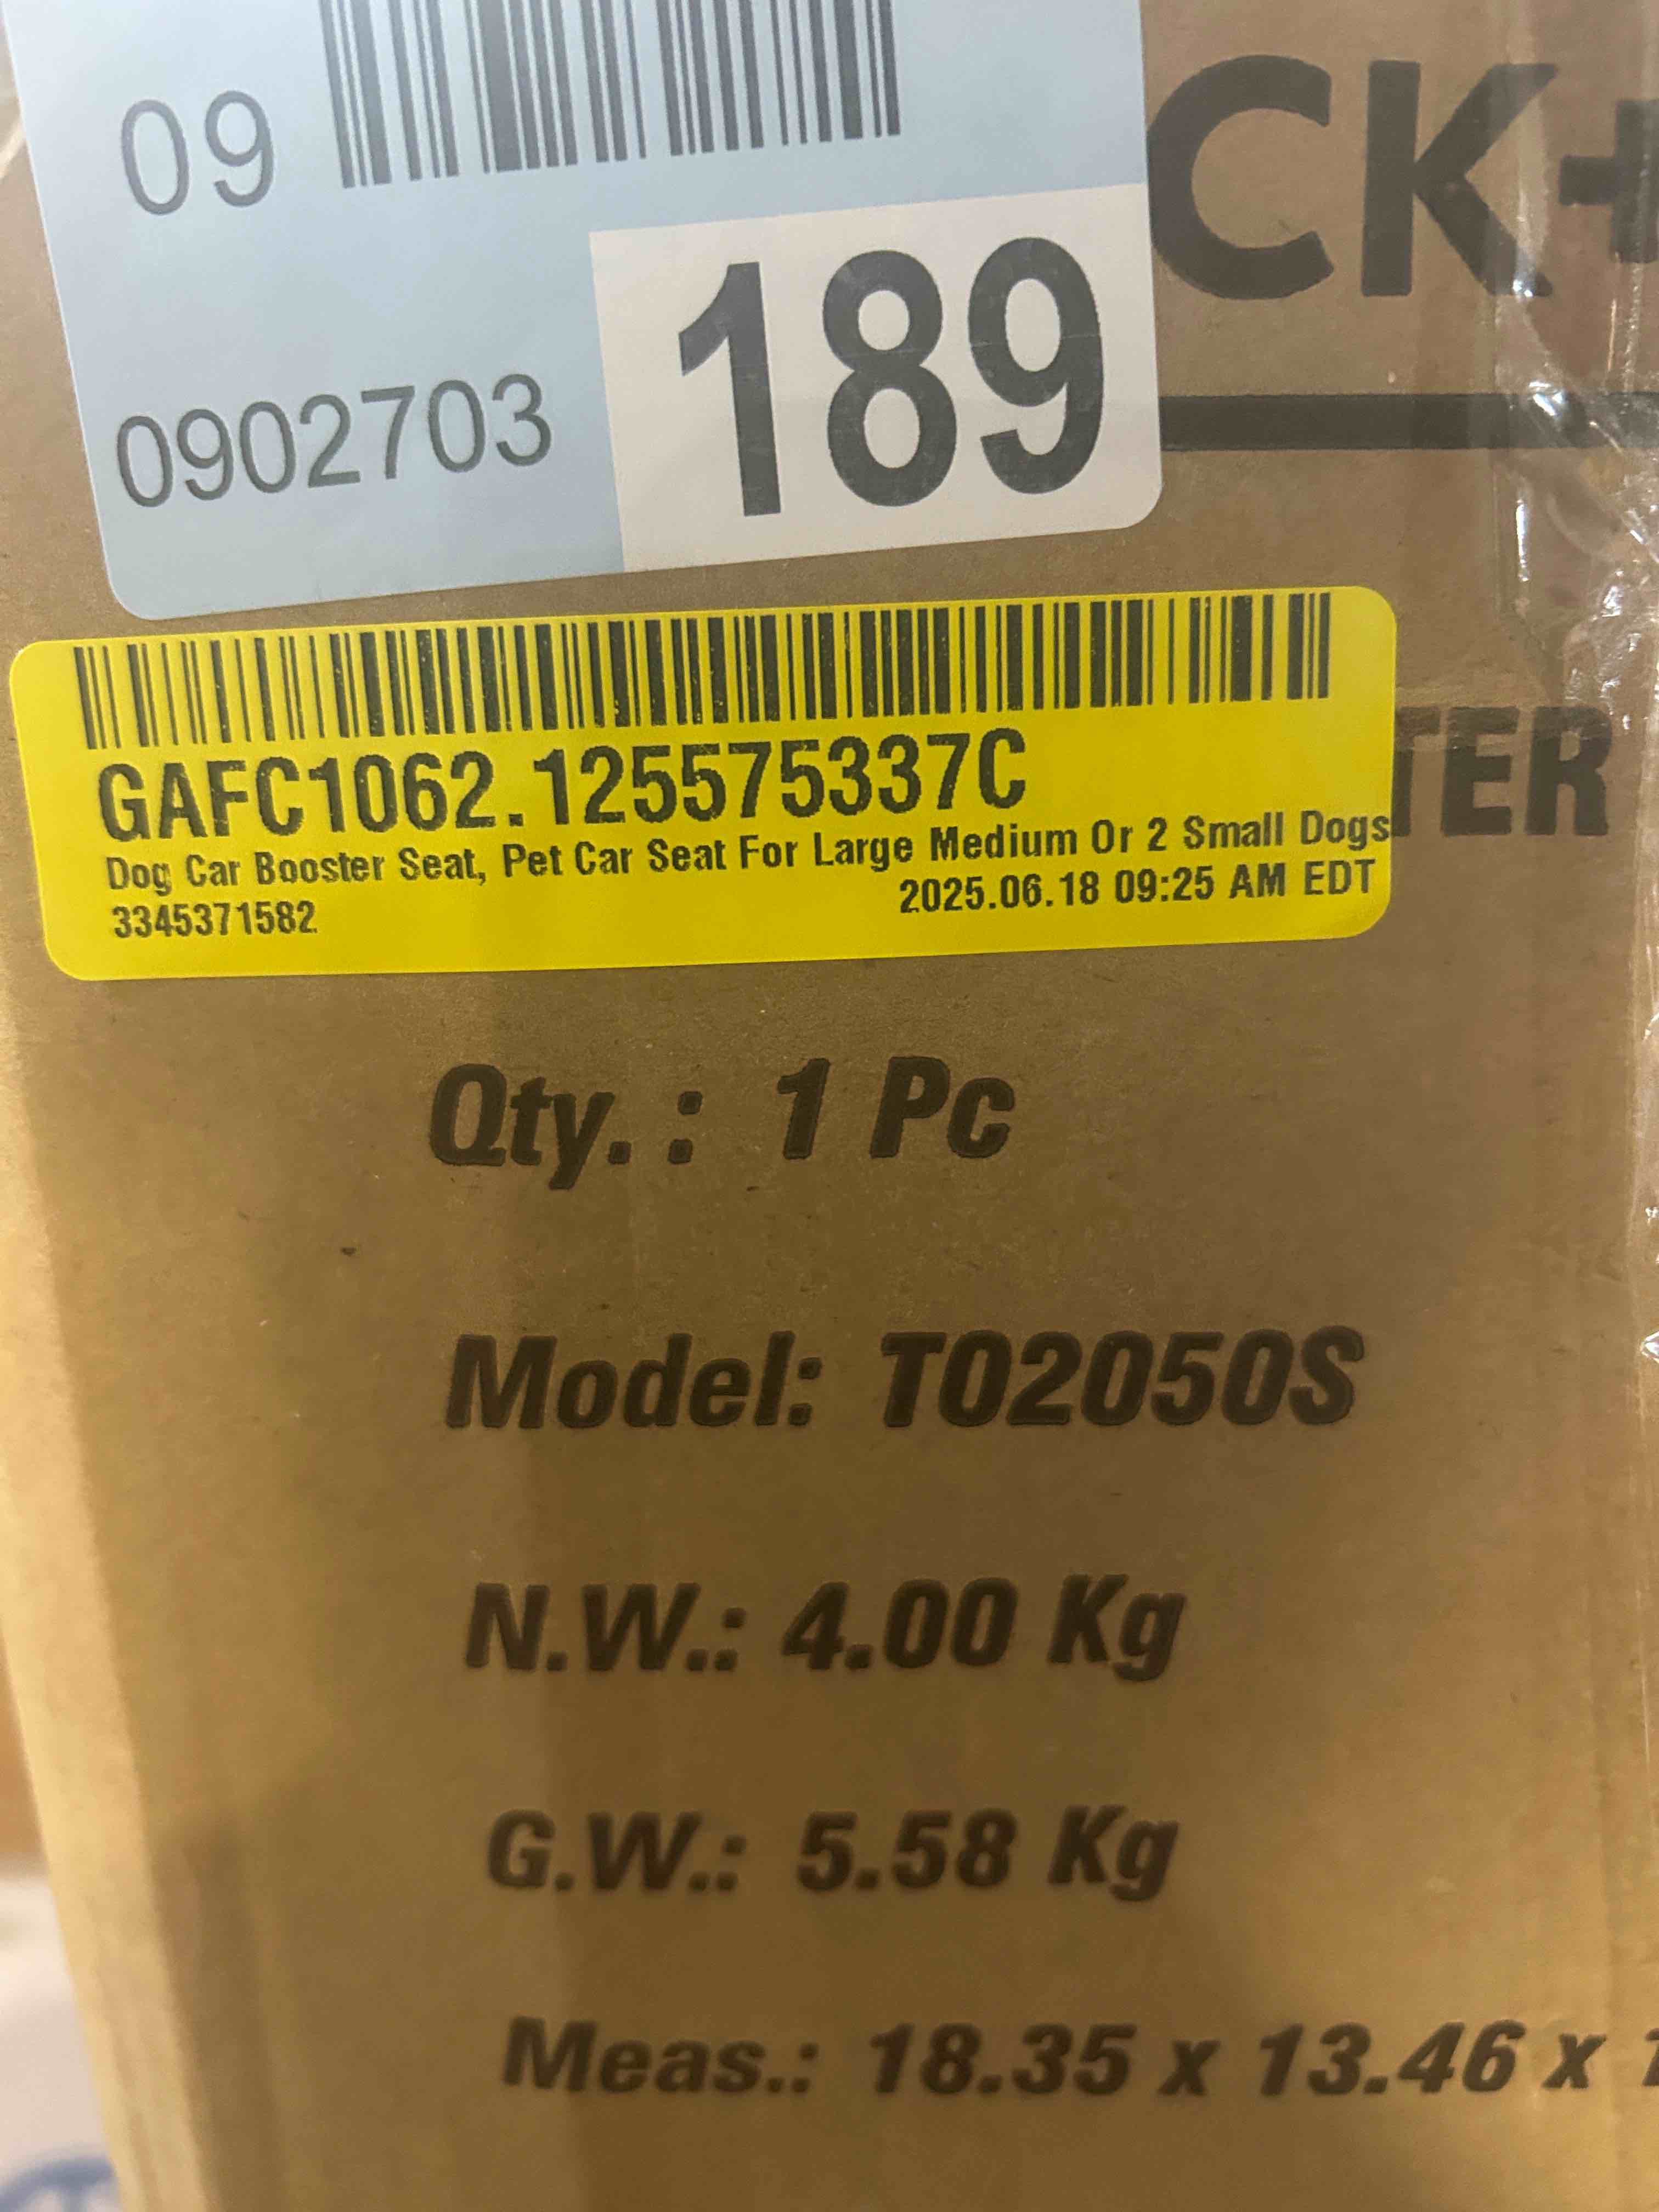 09
0902703
189
CK+
GAFC1062.125575337C
Dog Car Booster Seat, Pet Car Seat For Large Medium Or 2 Small Dogs
3345371582
2025.06.18 09:25 AM EDT
TER
Qty. : 1 Pc
Model: TO2050S
N.W.: 4.00 Kg
G.W.: 5.58 Kg
Meas.: 18.35 x 13.46 x